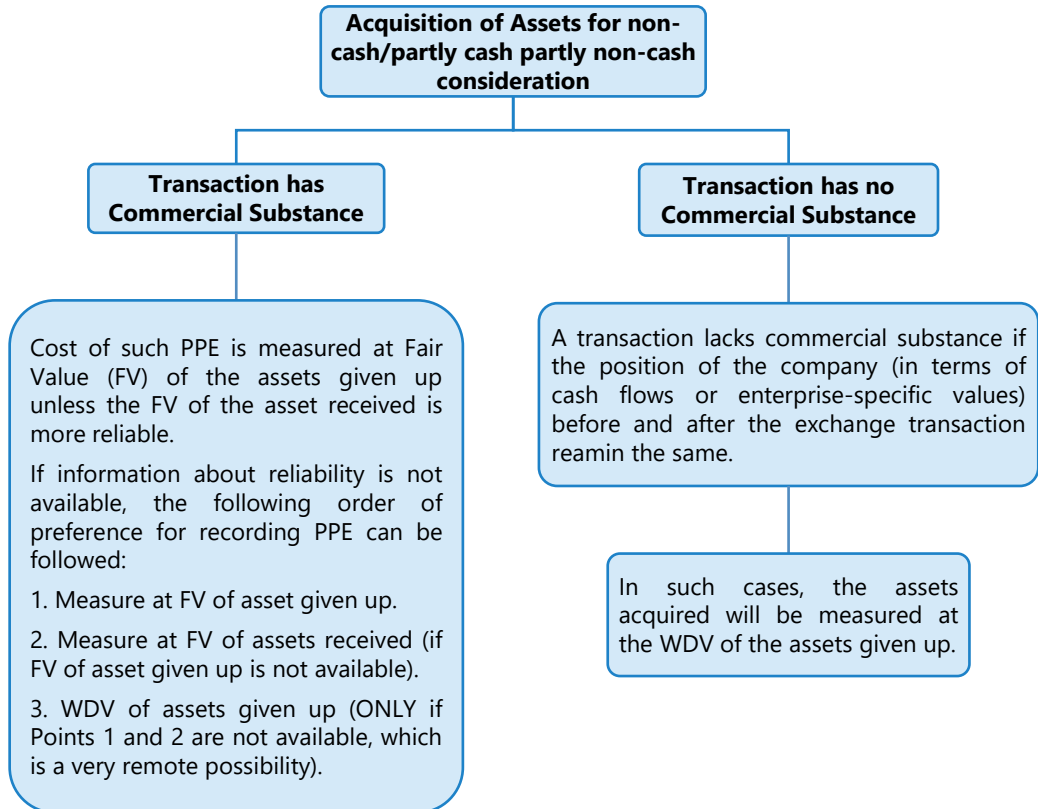 Acquisition of Assets for non-
cash/partly cash partly non-cash
consideration
Transaction has
Commercial Substance
Transaction has no
Commercial Substance
Cost of such PPE is measured at Fair
Value (FV) of the assets given up
unless the FV of the asset received is
more reliable.
If information about reliability is not
available, the following order of
preference for recording PPE can be
followed:
1. Measure at FV of asset given up.
2. Measure at FV of assets received (if
FV of asset given up is not available).
3. WDV of assets given up (ONLY if
Points 1 and 2 are not available, which
is a very remote possibility).
A transaction lacks commercial substance if
the position of the company (in terms of
cash flows or enterprise-specific values)
before and after the exchange transaction
reamin the same.
In such cases, the assets
acquired will be measured at
the WDV of the assets given up.